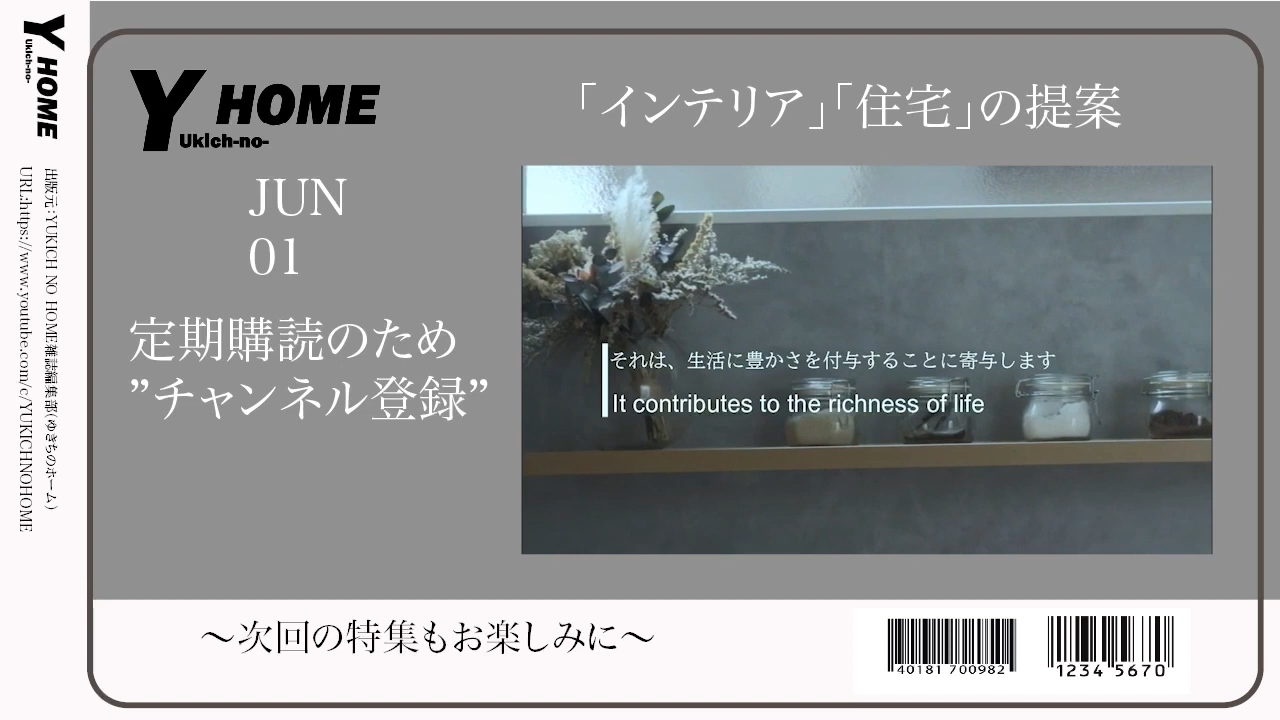 Y HOME
Ukich-no-
出版元:YUKICH NO HOME雑誌編集部(ゆきちのホーム)
URL:https://www.youtube.com/c/YUKICHNOHOME
Y HOME
Ukich-no-
「インテリア」「住宅」の提案
JUN
01
定期購読のため
”チャンネル登録”
それは、生活に豊かさを付与することに寄与します
It contributes to the richness of life
～次回の特集もお楽しみに～
40181 700982
1234 5670